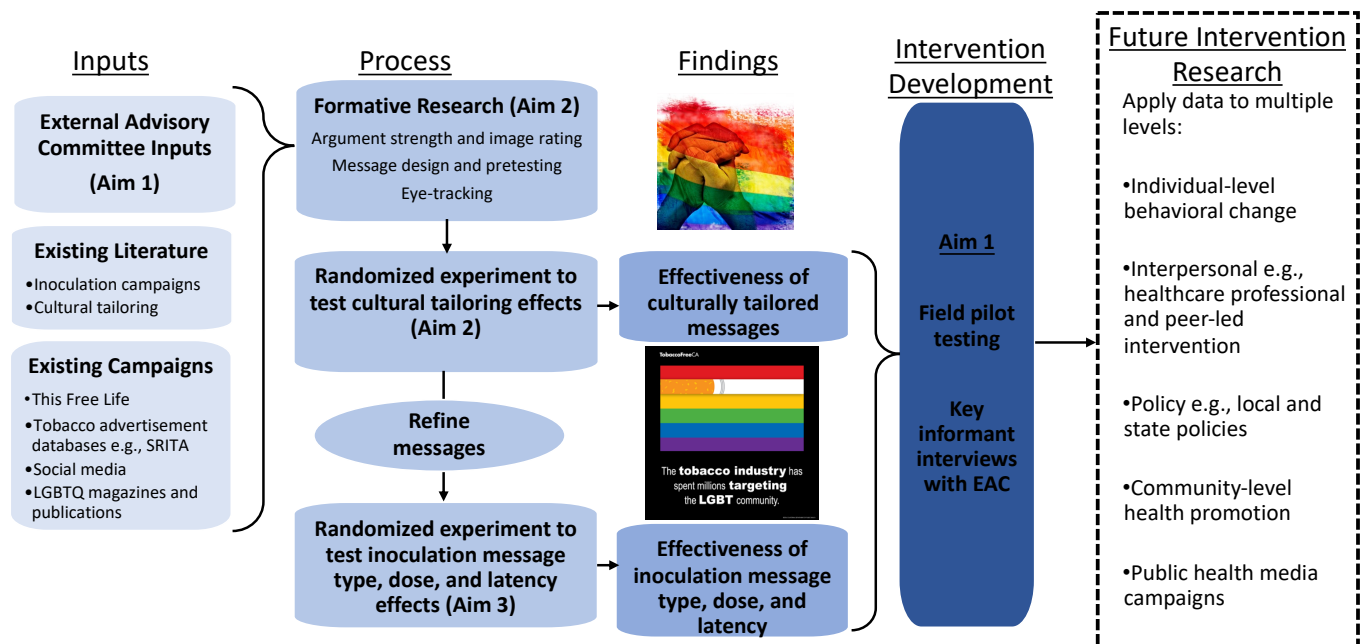 Inputs
External Advisory
Committee Inputs
(Aim 1)
Existing Literature
•Inoculation campaigns
•Cultural tailoring
Existing Campaigns
•This Free Life
•Tobacco advertisement
databases e.g., SRITA
•Social media
•LGBTQ magazines and
publications
Process
Formative Research (Aim 2)
Argument strength and image rating
Message design and pretesting
Eye-tracking
Randomized experiment to
test cultural tailoring effects
(Aim 2)
Refine
messages
Randomized experiment to
test inoculation message
type, dose, and latency
effects (Aim 3)
Findings
Effectiveness of
culturally tailored
messages
TobaccoFreeCA
The tobacco industry has
spent millions targeting
the LGBT community.
Effectiveness of
inoculation message
type, dose, and
latency
Intervention
Development
Aim 1
Field pilot
testing
Key
informant
interviews
with EAC
Future Intervention
Research
Apply data to multiple
levels:
•Individual-level
behavioral change
•Interpersonal e.g.,
healthcare professional
and peer-led
intervention
•Policy e.g., local and
state policies
•Community-level
health promotion
•Public health media
campaigns